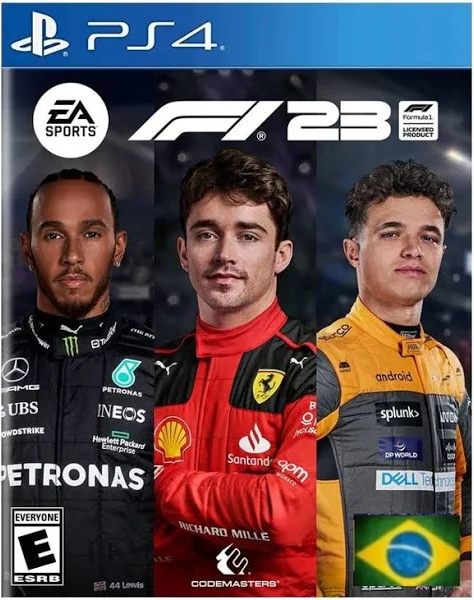 PS4
EA
SPORTS
F1 23
F1
Formula 1
LICENSED
PRODUCT
AMG
PETRONAS
UBS
INEOS
CROWDSTRIKE
Hewlett Packard
Enterprise
PETRONAS
44 Lewis
Santander
RICHARD MILLE
CODEMASTERS
android
splunk>
DP WORLD
DELL Technologies
EVERYONE
E
ESRB